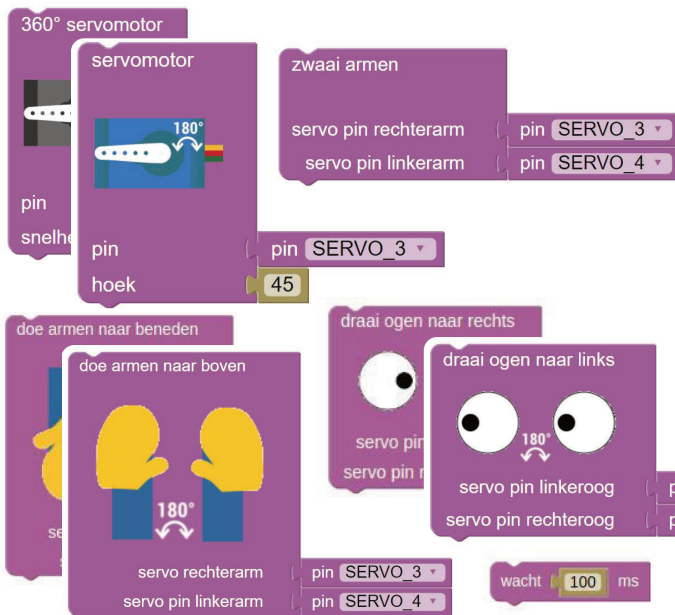 360° servomotor
pin
snelhe
servomotor
180°
pin pin SERVO_3
hoek 45
zwaai armen
servo pin rechterarm pin SERVO_3
servo pin linkerarm pin SERVO_4
doe armen naar beneden
se
doe armen naar boven
180°
servo rechterarm pin SERVO_3
servo pin linkerarm pin SERVO_4
draai ogen naar rechts
servo pin
servo pin r
draai ogen naar links
180°
servo pin linkeroog p
servo pin rechteroog p
wacht 100 ms